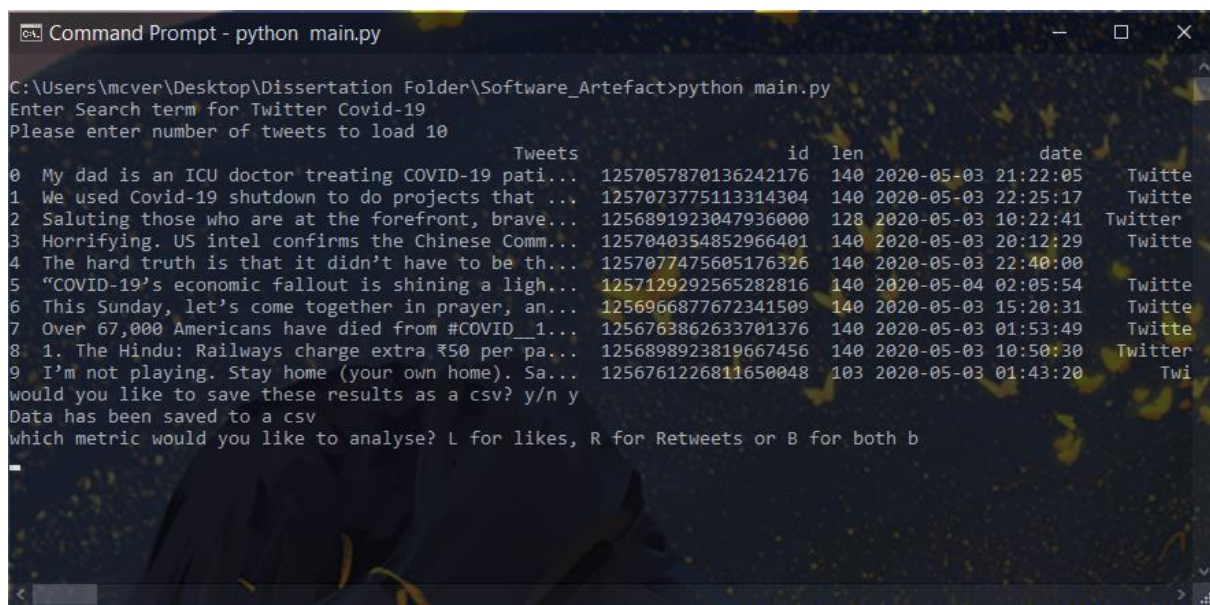 Command Prompt - python main.py
C:\Users\mcver\Desktop\Dissertation Folder\Software_Artefact>python main.py
Enter Search term for Twitter Covid-19
Please enter number of tweets to load 10
Tweets id len date
0 My dad is an ICU doctor treating COVID-19 pati... 1257057870136242176 140 2020-05-03 21:22:05 Twitte
1 We used Covid-19 shutdown to do projects that ... 1257073775113314304 140 2020-05-03 22:25:17 Twitte
2 Saluting those who are at the forefront, brave... 1256891923047936000 128 2020-05-03 10:22:41 Twitter
3 Horrifying. US intel confirms the Chinese Comm... 1257040354852966401 140 2020-05-03 20:12:29 Twitte
4 The hard truth is that it didn’t have to be th... 1257077475605176326 140 2020-05-03 22:40:00
5 “COVID-19’s economic fallout is shining a ligh... 1257129292565282816 140 2020-05-04 02:05:54 Twitte
6 This Sunday, let’s come together in prayer, an... 1256966877672341509 140 2020-05-03 15:20:31 Twitte
7 Over 67,000 Americans have died from #COVID__1... 1256763862633701376 140 2020-05-03 01:53:49 Twitte
8 1. The Hindu: Railways charge extra ₹50 per pa... 1256898923819667456 140 2020-05-03 10:50:30 Twitter
9 I’m not playing. Stay home (your own home). Sa... 1256761226811650048 103 2020-05-03 01:43:20 Twi
would you like to save these results as a csv? y/n y
Data has been saved to a csv
which metric would you like to analyse? L for likes, R for Retweets or B for both b